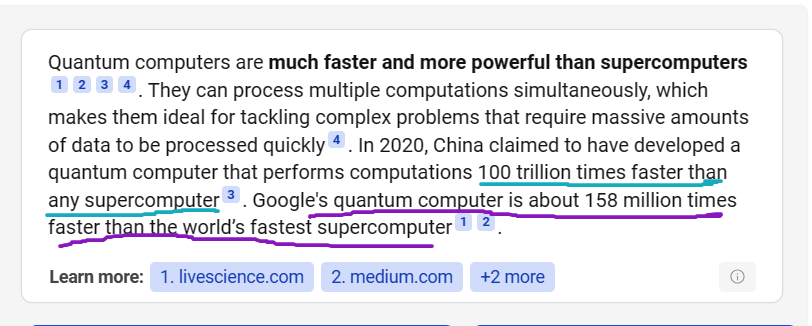 Quantum computers are much faster and more powerful than supercomputers
1 2 3 4 . They can process multiple computations simultaneously, which
makes them ideal for tackling complex problems that require massive amounts
of data to be processed quickly 4 . In 2020, China claimed to have developed a
quantum computer that performs computations 100 trillion times faster than
any supercomputer 3 . Google's quantum computer is about 158 million times
faster than the world's fastest supercomputer 1 2 .
Learn more: 1. livescience.com 2. medium.com +2 more